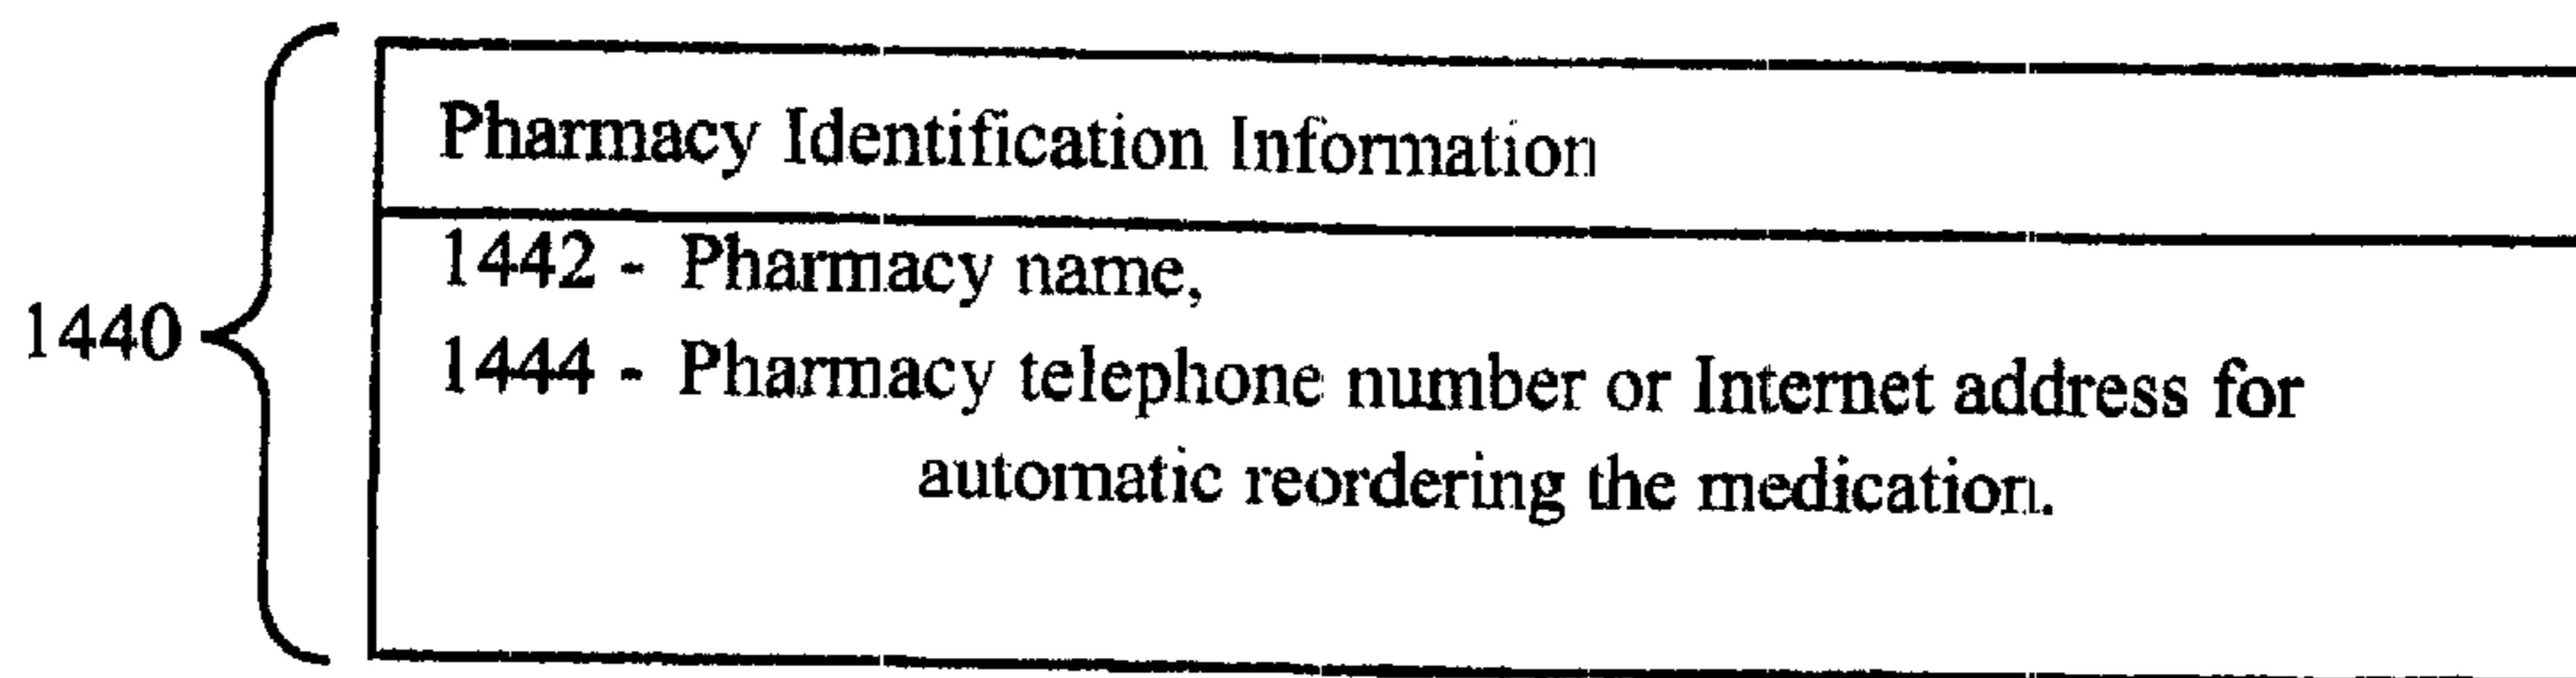 Pharmacy Identification Information
1442 - Pharmacy name,
1440
1444 - Pharmacy telephone number or Internet address for
automatic reordering the medication.